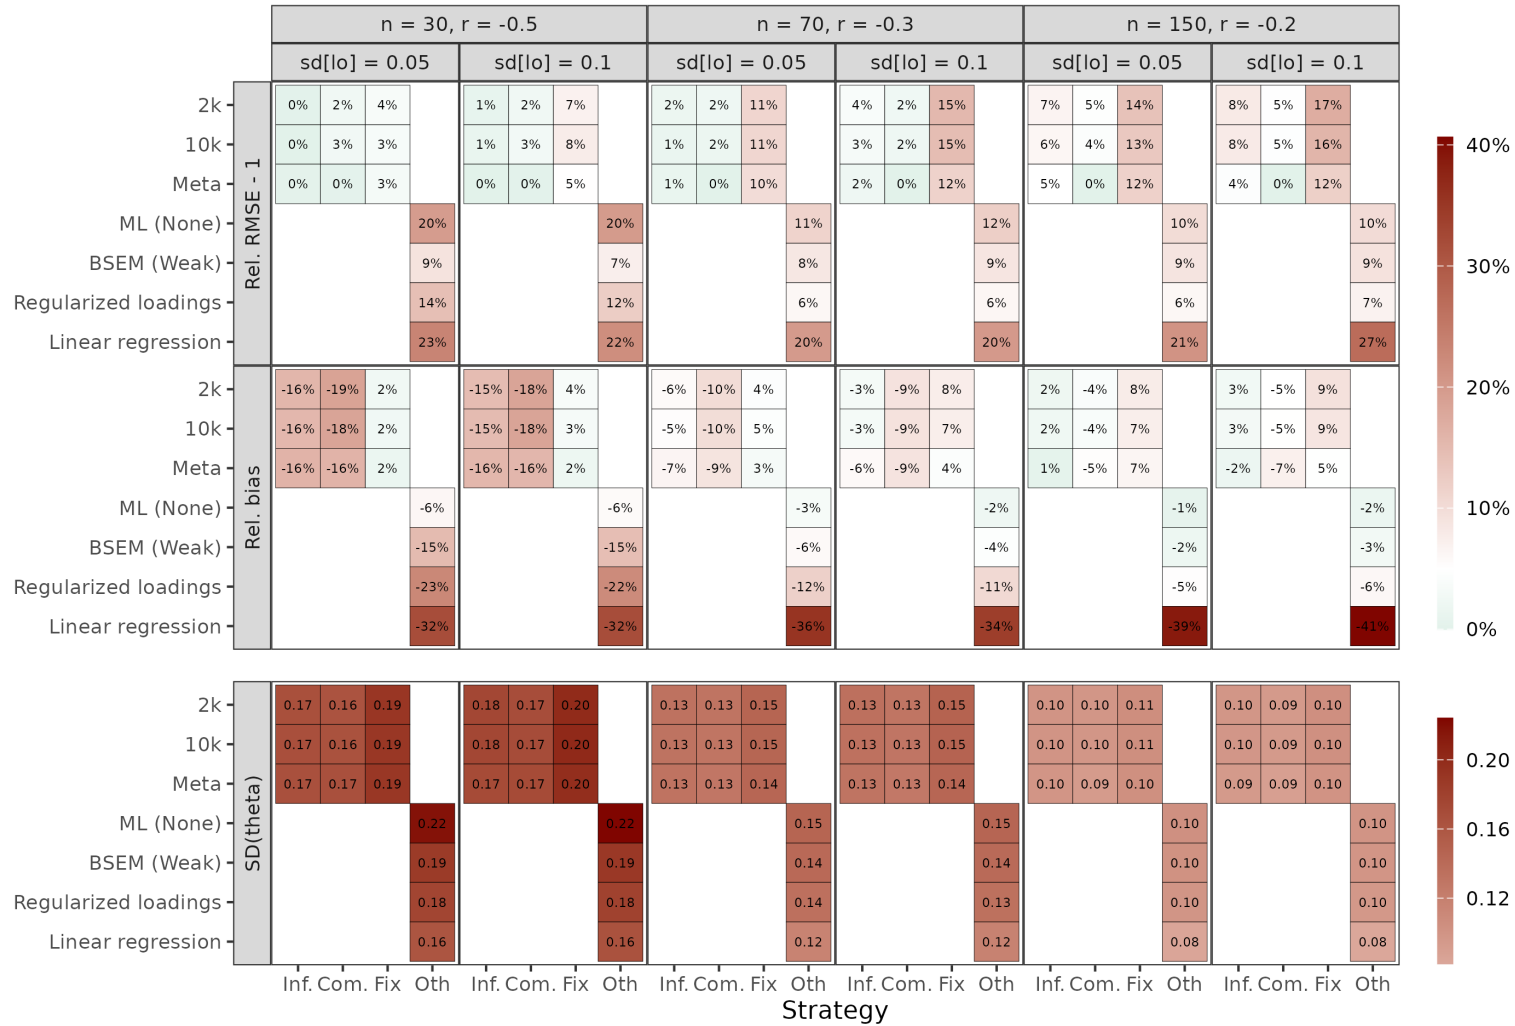 n = 30, r = -0.5 n = 70, r = -0.3 n = 150, r = -0.2
sd[lo] = 0.05 sd[lo] = 0.1 sd[lo] = 0.05 sd[lo] = 0.1 sd[lo] = 0.05 sd[lo] = 0.1
Rel. RMSE - 1
2k 0% 2% 4% 1% 2% 7% 2% 2% 11% 4% 2% 15% 7% 5% 14% 8% 5% 17%
10k 0% 3% 3% 1% 3% 8% 1% 2% 11% 3% 2% 15% 6% 4% 13% 8% 5% 16%
Meta 0% 0% 3% 0% 0% 5% 1% 0% 10% 2% 0% 12% 5% 0% 12% 4% 0% 12%
ML (None) 20% 20% 11% 12% 10% 10%
BSEM (Weak) 9% 7% 8% 9% 9% 9%
Regularized loadings 14% 12% 6% 6% 6% 7%
Linear regression 23% 22% 20% 20% 21% 27%
Rel. bias
2k -16% -19% 2% -15% -18% 4% -6% -10% 4% -3% -9% 8% 2% -4% 8% 3% -5% 9%
10k -16% -18% 2% -15% -18% 3% -5% -10% 5% -3% -9% 7% 2% -4% 7% 3% -5% 9%
Meta -16% -16% 2% -16% -16% 2% -7% -9% 3% -6% -9% 4% 1% -5% 7% -2% -7% 5%
ML (None) -6% -6% -3% -2% -1% -2%
BSEM (Weak) -15% -15% -6% -4% -2% -3%
Regularized loadings -23% -22% -12% -11% -5% -6%
Linear regression -32% -32% -36% -34% -39% -41%
40%
30%
20%
10%
0%
SD(theta)
2k 0.17 0.16 0.19 0.18 0.17 0.20 0.13 0.13 0.15 0.13 0.13 0.15 0.10 0.10 0.11 0.10 0.09 0.10
10k 0.17 0.16 0.19 0.18 0.17 0.20 0.13 0.13 0.15 0.13 0.13 0.15 0.10 0.10 0.11 0.10 0.09 0.10
Meta 0.17 0.17 0.19 0.17 0.17 0.20 0.13 0.13 0.14 0.13 0.13 0.14 0.10 0.09 0.10 0.09 0.09 0.10
ML (None) 0.22 0.22 0.15 0.15 0.10 0.10
BSEM (Weak) 0.19 0.19 0.14 0.14 0.10 0.10
Regularized loadings 0.18 0.18 0.14 0.13 0.10 0.10
Linear regression 0.16 0.16 0.12 0.12 0.08 0.08
0.20
0.16
0.12
Inf. Com. Fix Oth Inf. Com. Fix Oth Inf. Com. Fix Oth Inf. Com. Fix Oth Inf. Com. Fix Oth Inf. Com. Fix Oth
Strategy